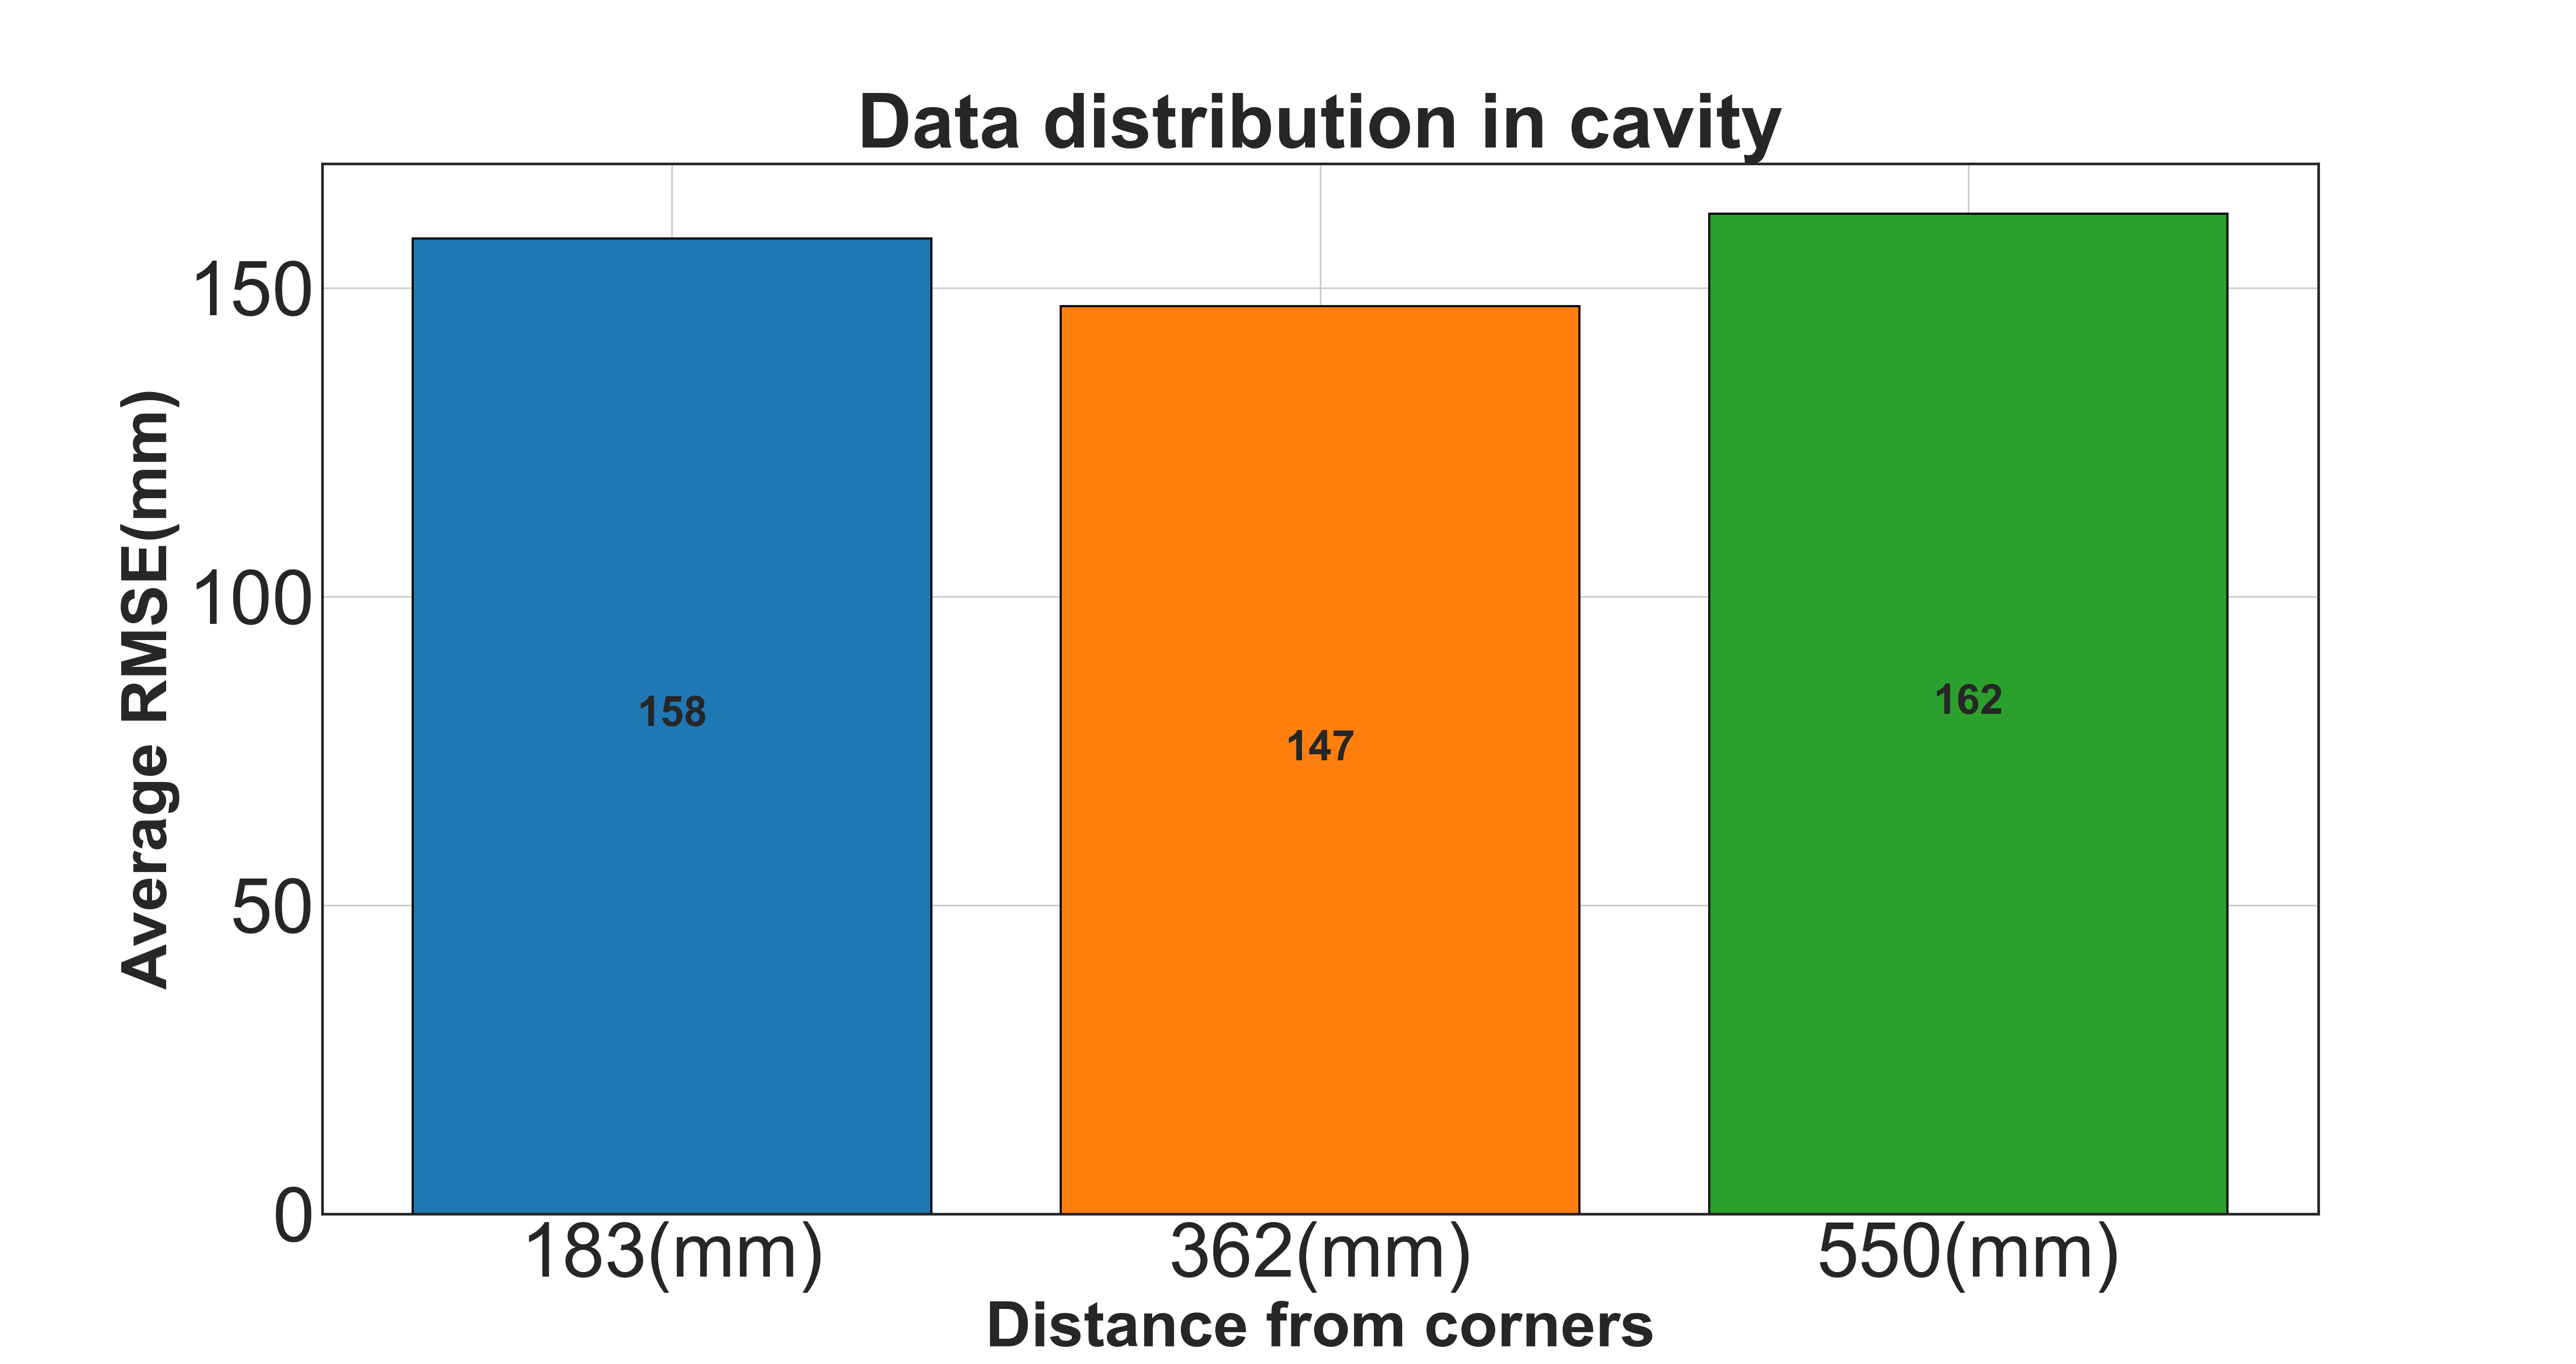 Data distribution in cavity
Average RMSE(mm)
150
100
50
0
158
147
162
183(mm)
362(mm)
550(mm)
Distance from corners